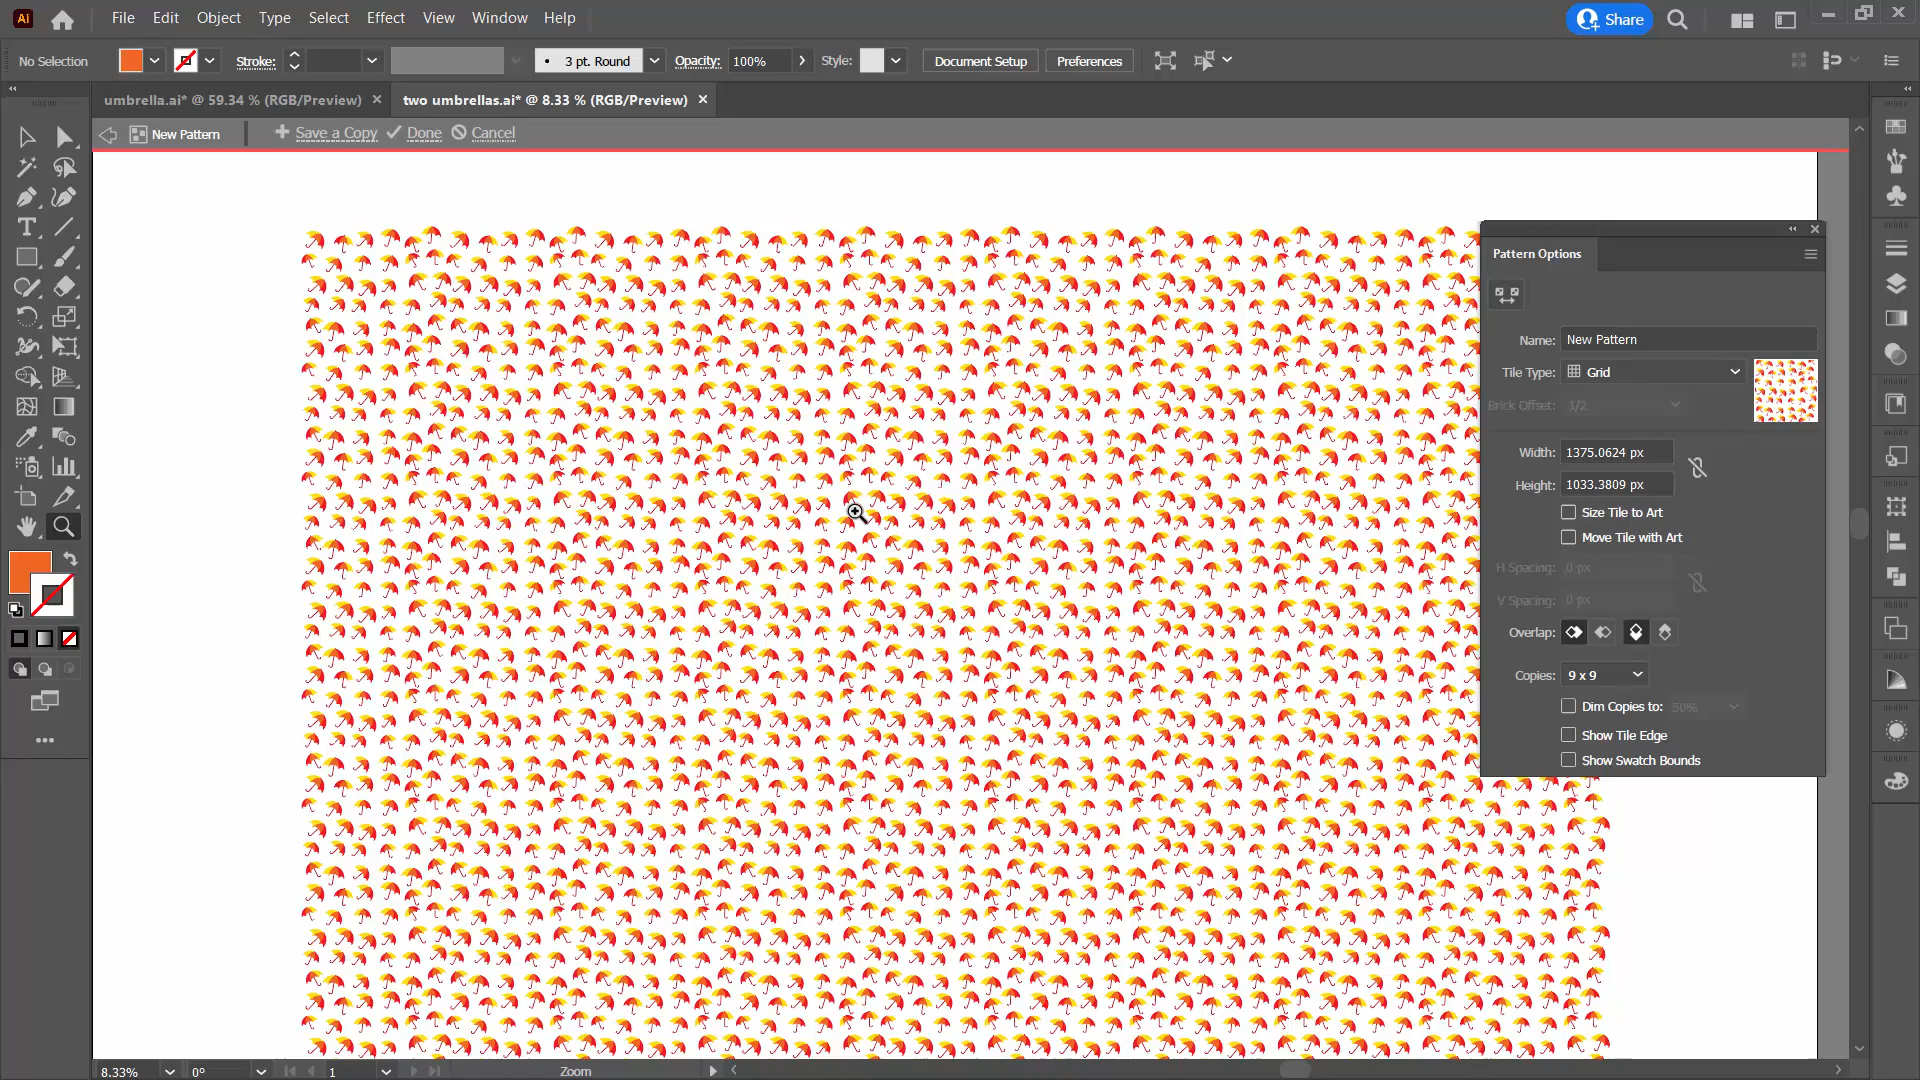 Ai File Edit Object Type Select Effect View Window Help Share
No Selection Stroke: 3 pt. Round Opacity: 100% Style: Document Setup Preferences
umbrella.ai* @ 59.34 % (RGB/Preview) two umbrellas.ai* @ 8.33 % (RGB/Preview)
New Pattern Save a Copy Done Cancel
Pattern Options
Name: New Pattern
Tile Type: Grid
Brick Offset: 1/2
Width: 1375.0624 px
Height: 1033.3809 px
Size Tile to Art
Move Tile with Art
H Spacing: 0 px
V Spacing: 0 px
Overlap:
Copies: 9 x 9
Dim Copies to: 50%
Show Tile Edge
Show Swatch Bounds
8.33% 0° 1 Zoom